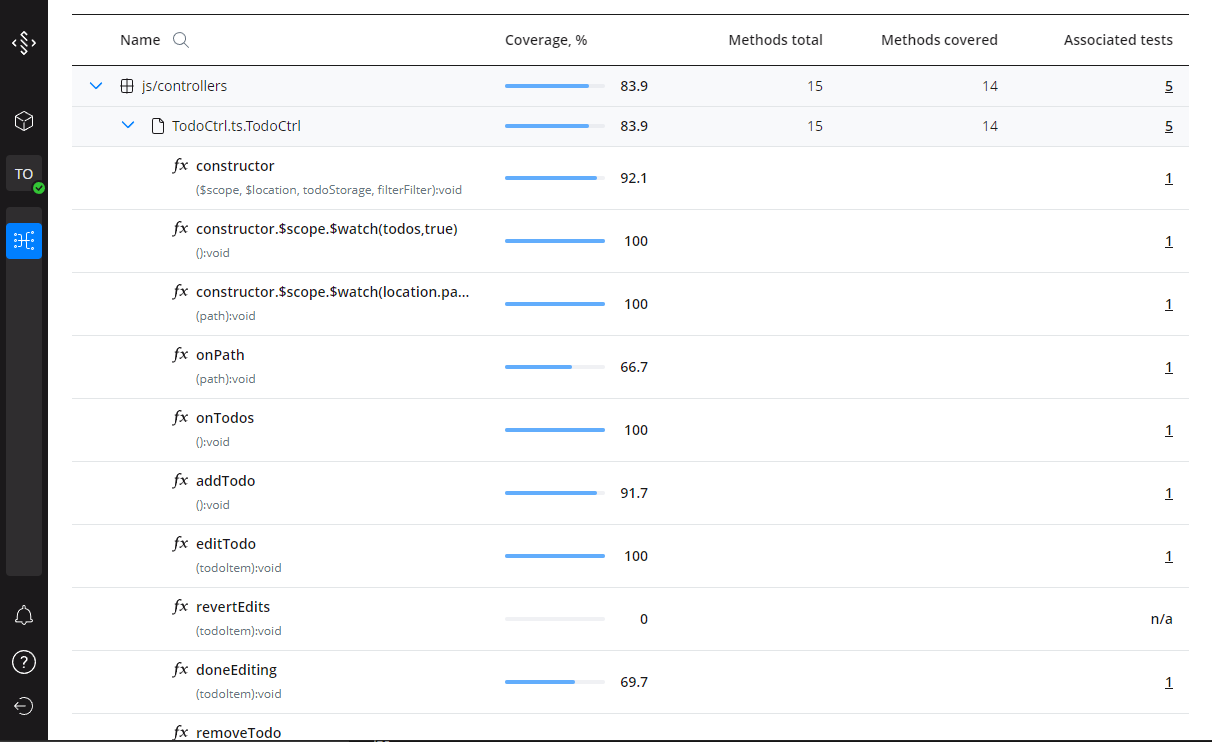 Name Coverage, % Methods total Methods covered Associated tests
js/controllers 83.9 15 14 5
TodoCtrl.ts.TodoCtrl 83.9 15 14 5
TO
fx constructor 92.1 1
($scope, $location, todoStorage, filterFilter):void
fx constructor.$scope.$watch(todos,true) 100 1
():void
fx constructor.$scope.$watch(location.pa... 100 1
(path):void
fx onPath 66.7 1
(path):void
fx onTodos 100 1
():void
fx addTodo 91.7 1
():void
fx editTodo 100 1
(todoItem):void
fx revertEdits 0 n/a
(todoItem):void
fx doneEditing 69.7 1
(todoItem):void
fx removeTodo